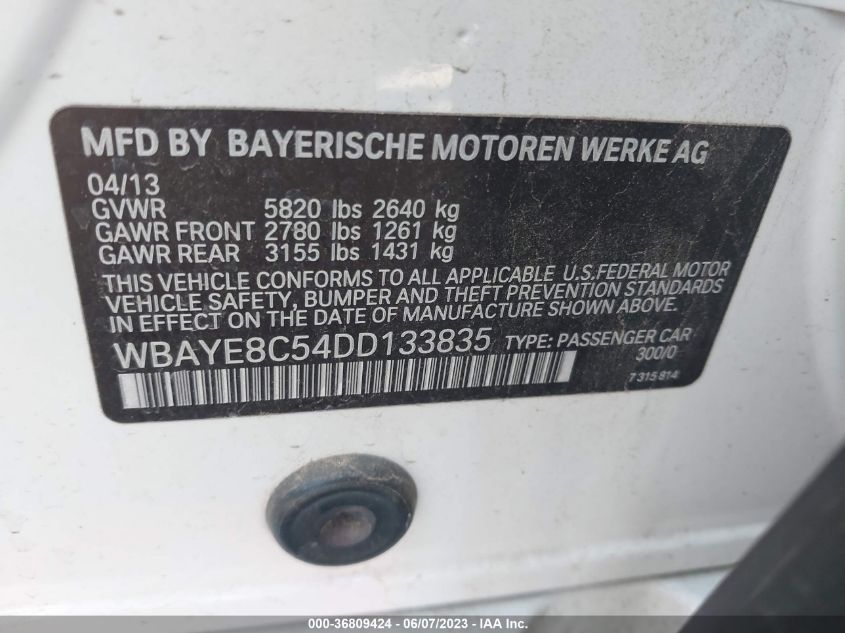 MFD BY BAYERISCHE MOTOREN WERKE AG
04/13
GVWR 5820 lbs 2640 kg
GAWR FRONT 2780 lbs 1261 kg
GAWR REAR 3155 lbs 1431 kg
THIS VEHICLE CONFORMS TO ALL APPLICABLE U.S.FEDERAL MOTOR
VEHICLE SAFETY, BUMPER AND THEFT PREVENTION STANDARDS
IN EFFECT ON THE DATE OF MANUFACTURE SHOWN ABOVE.
WBAYE8C54DD133835 TYPE: PASSENGER CAR
300/0
7 315 814
000-36809424 - 06/07/2023 - IAA Inc.